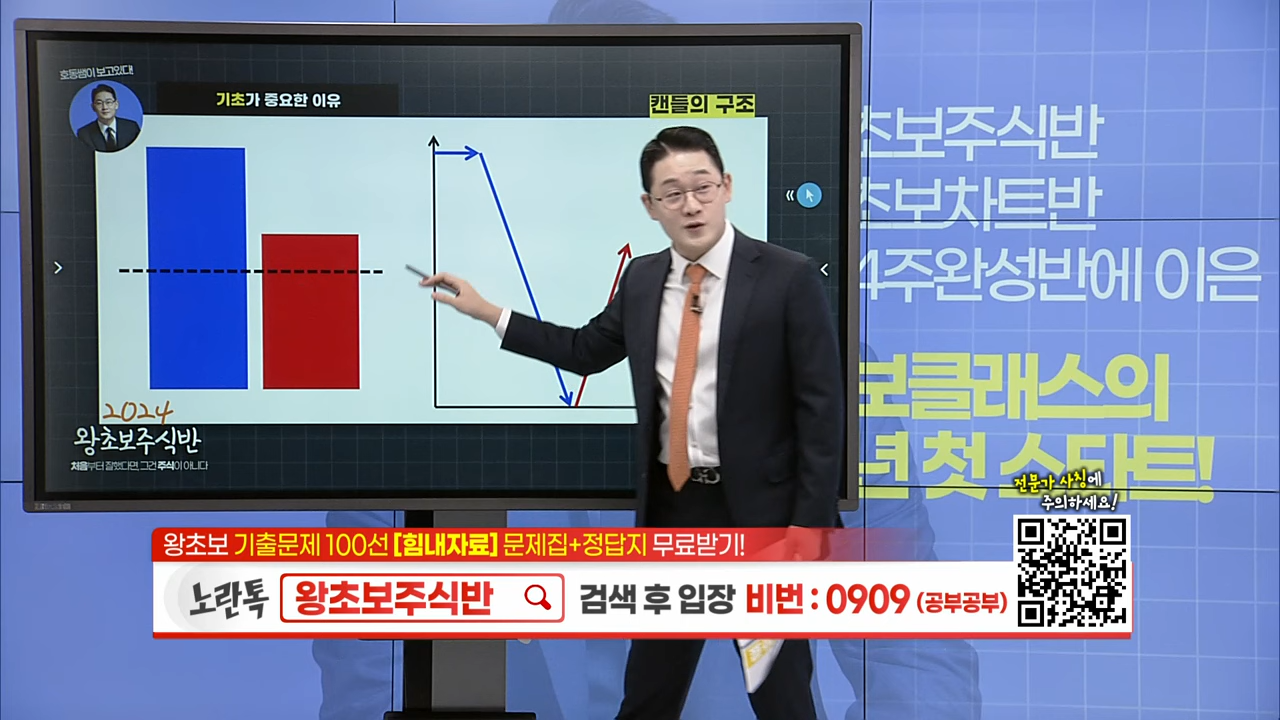 호동쌤이 보고있다!
기초가 중요한 이유
캔들의 구조
2024
왕초보주식반
처음부터 잘했다면, 그건 주식이 아니다
초보주식반
초보차트반
4주완성반에 이은
보클래스의
년 첫 스타트!
전문가 사칭에
주의하세요!
왕초보 기출문제 100선 [힘내자료] 문제집+정답지 무료받기!
노란톡 왕초보주식반 검색 후 입장 비번 : 0909 (공부공부)